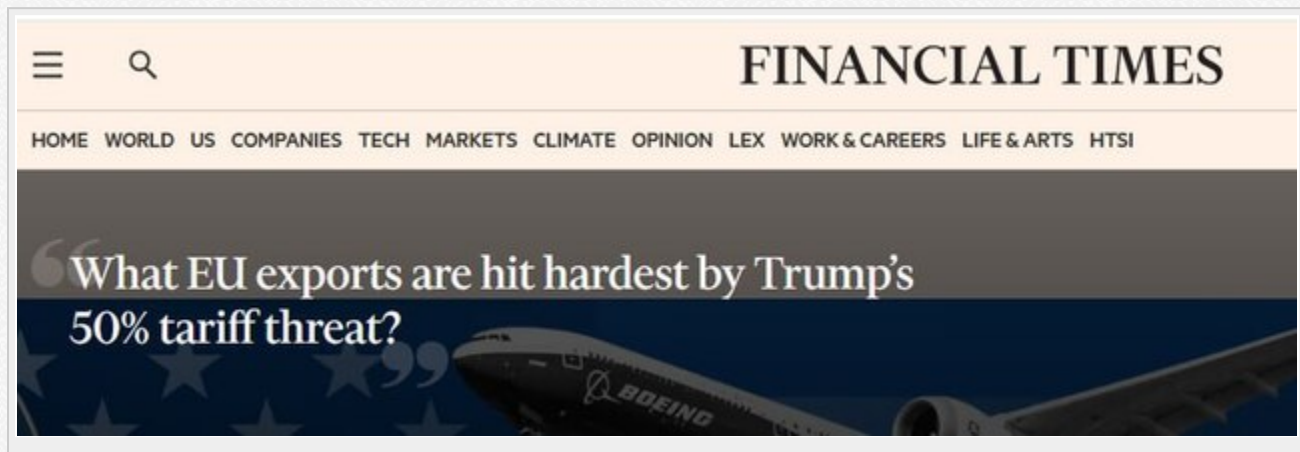 FINANCIAL TIMES
HOME WORLD US COMPANIES TECH MARKETS CLIMATE OPINION LEX WORK & CAREERS LIFE & ARTS HTSI
“What EU exports are hit hardest by Trump’s
50% tariff threat?”
BOEING